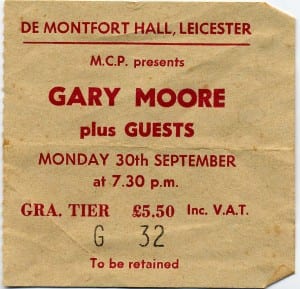 DE MONTFORT HALL, LEICESTER
M.C.P. presents
GARY MOORE
plus GUESTS
MONDAY 30th SEPTEMBER
at 7.30 p.m.
GRA. TIER £5.50 Inc. V.A.T.
G 32
To be retained